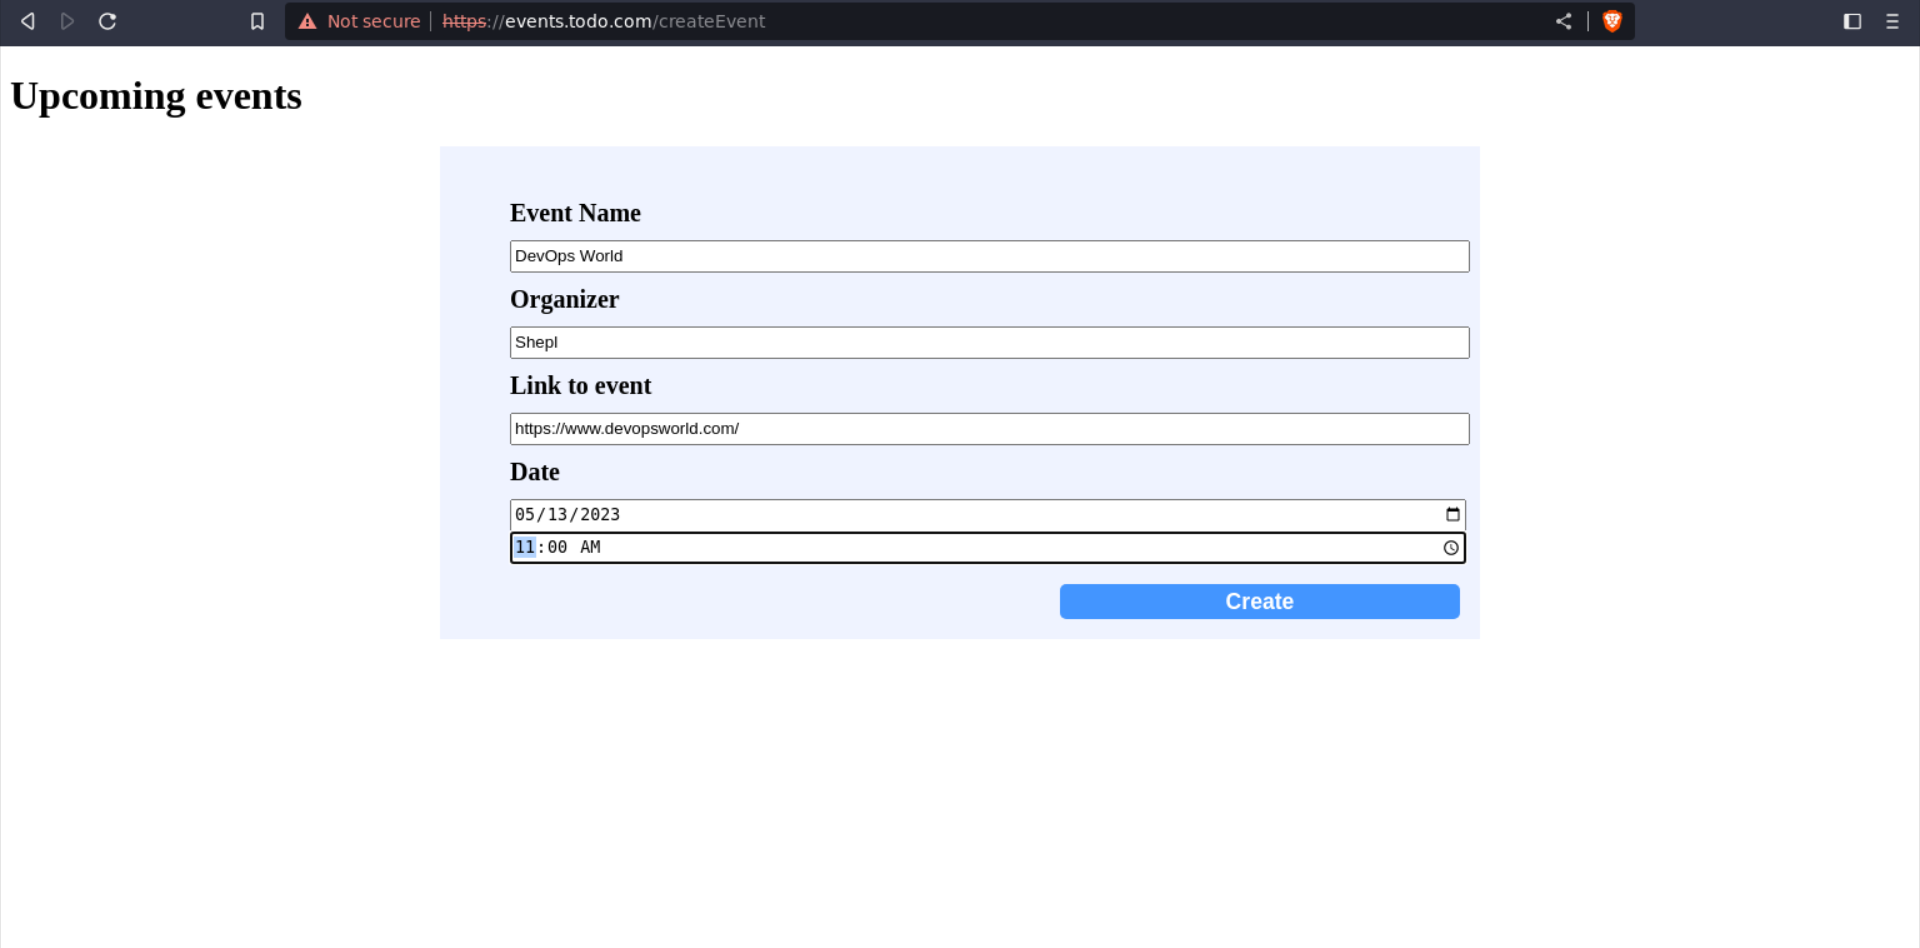 Not secure https://events.todo.com/createEvent
Upcoming events
Event Name
DevOps World
Organizer
Shepl
Link to event
https://www.devopsworld.com/
Date
05/13/2023
11:00 AM
Create